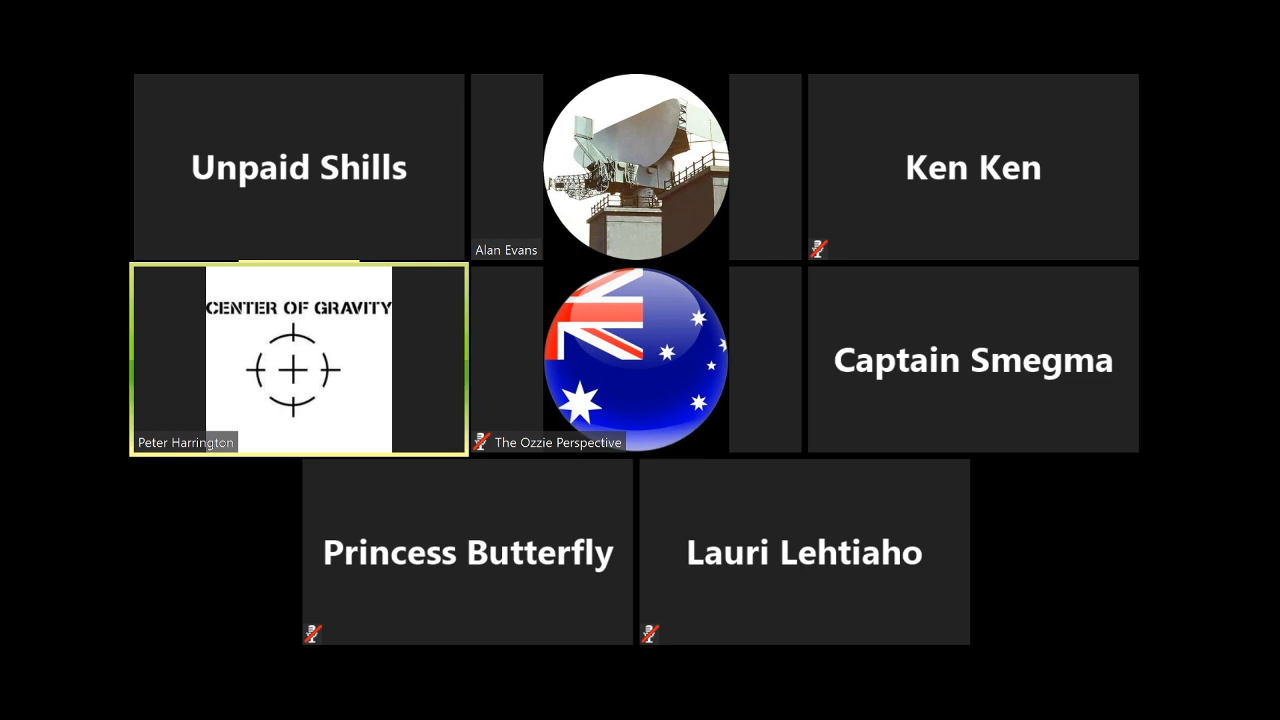 Unpaid Shills
Alan Evans
Ken Ken
CENTER OF GRAVITY
Peter Harrington
The Ozzie Perspective
Captain Smegma
Princess Butterfly
Lauri Lehtiaho